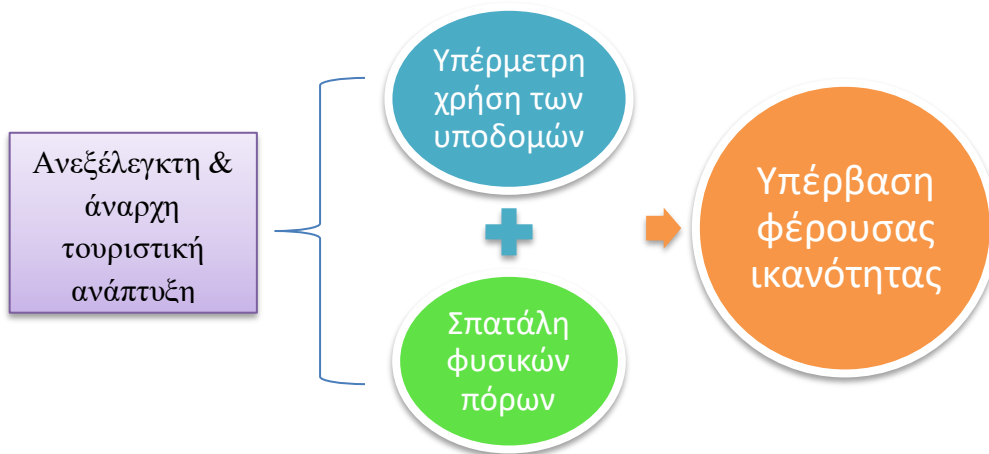 Ανεξέλεγκτη &
άναρχη
τουριστική
ανάπτυξη
Υπέρμετρη
χρήση των
υποδομών
Σπατάλη
φυσικών
πόρων
Υπέρβαση
φέρουσας
ικανότητας